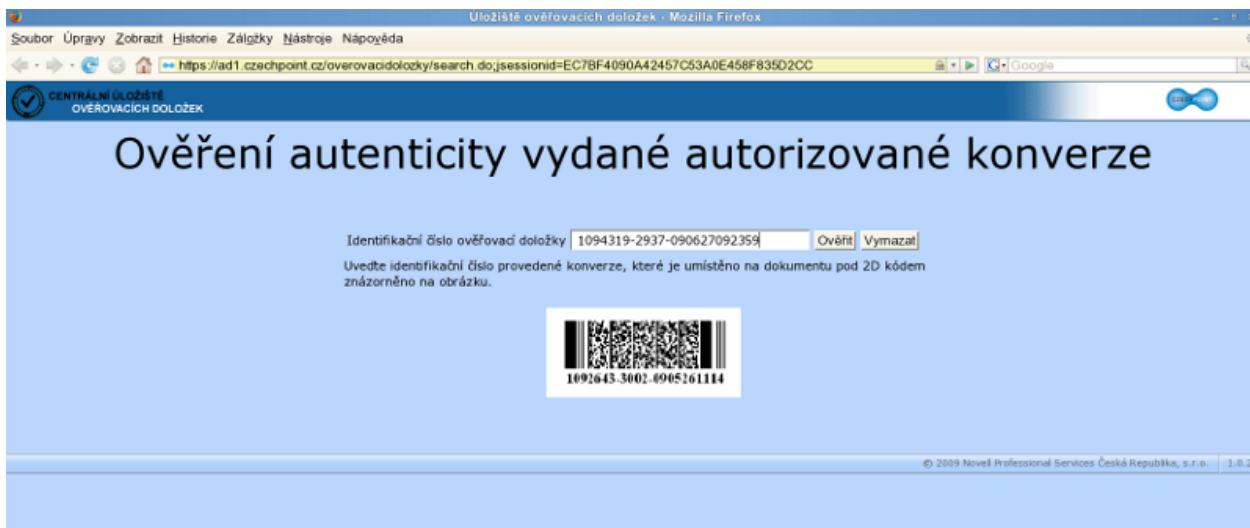 Úložiště ověřovacích doložek - Mozilla Firefox
Soubor Úpravy Zobrazit Historie Záložky Nástroje Nápověda
https://ad1.czechpoint.cz/overovacidolozky/search.do;jsessionid=EC7BF4090A42457C53A0E458F835D2CC
Google
CENTRÁLNÍ ÚLOŽIŠTĚ
OVĚŘOVACÍCH DOLOŽEK
Ověření autenticity vydané autorizované konverze
Identifikační číslo ověřovací doložky 1094319-2937-090627092359 Ověřit Vymazat
Uveďte identifikační číslo provedené konverze, které je umístěno na dokumentu pod 2D kódem
znázorněno na obrázku.
1092643-3002-0905261114
© 2009 Novell Professional Services Česká Republika, s.r.o.